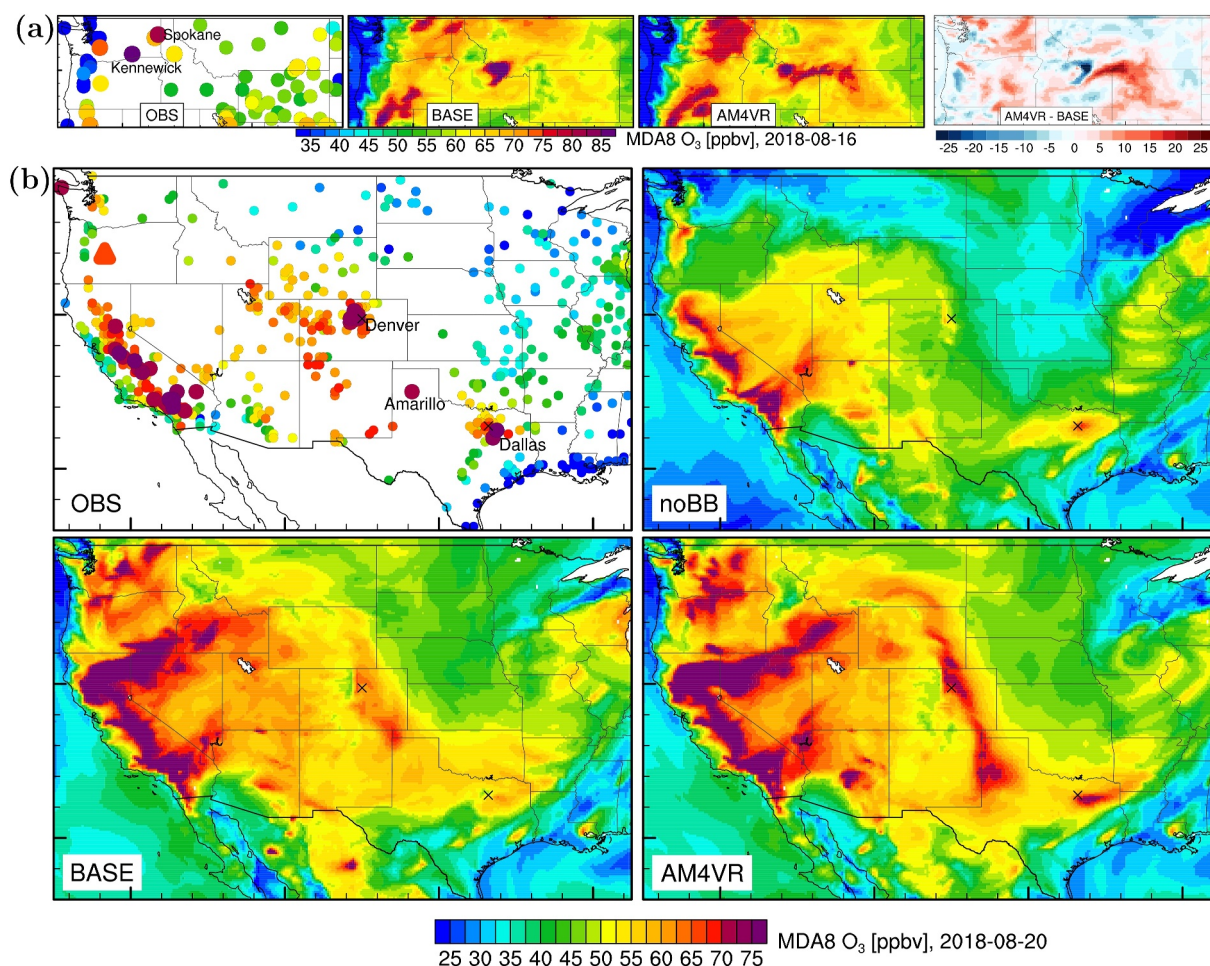 (a)
Spokane
Kennewick
OBS
BASE
AM4VR
AM4VR - BASE
35 40 45 50 55 60 65 70 75 80 85
MDA8 O₃ [ppbv], 2018-08-16
-25 -20 -15 -10 -5 0 5 10 15 20 25
(b)
Denver
Amarillo
Dallas
OBS
noBB
BASE
AM4VR
25 30 35 40 45 50 55 60 65 70 75
MDA8 O₃ [ppbv], 2018-08-20